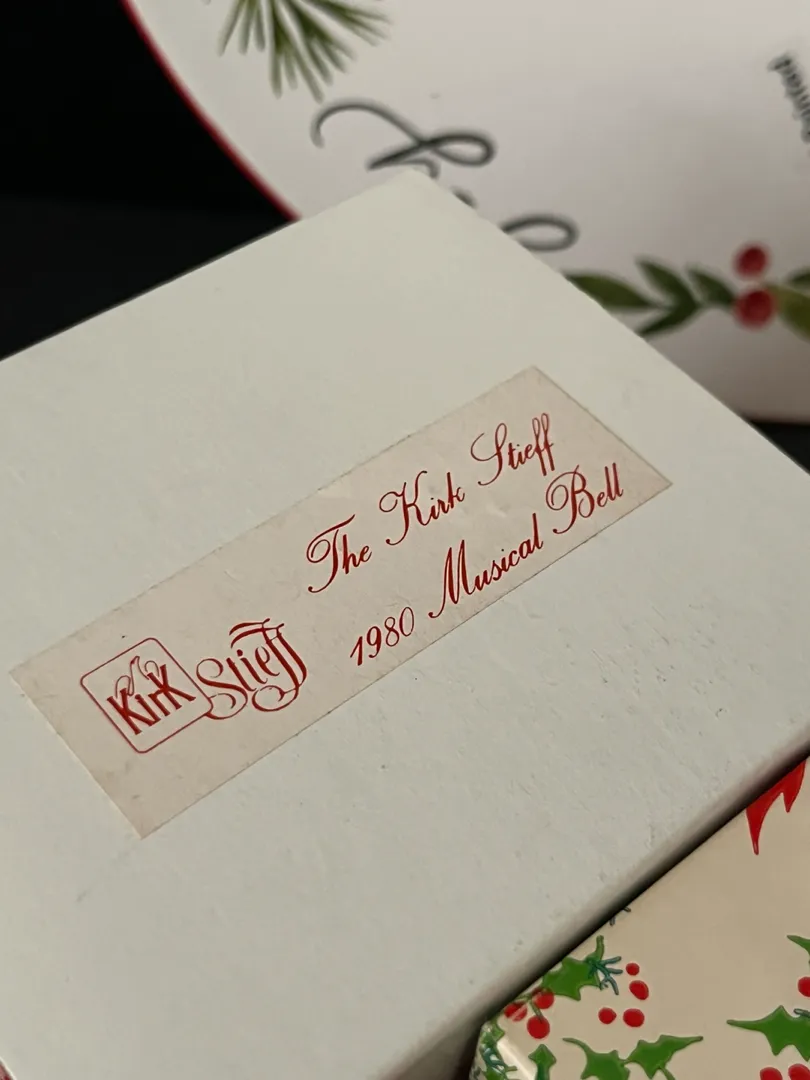 The Kirk Stieff
1980 Musical Bell
Kirk Stieff